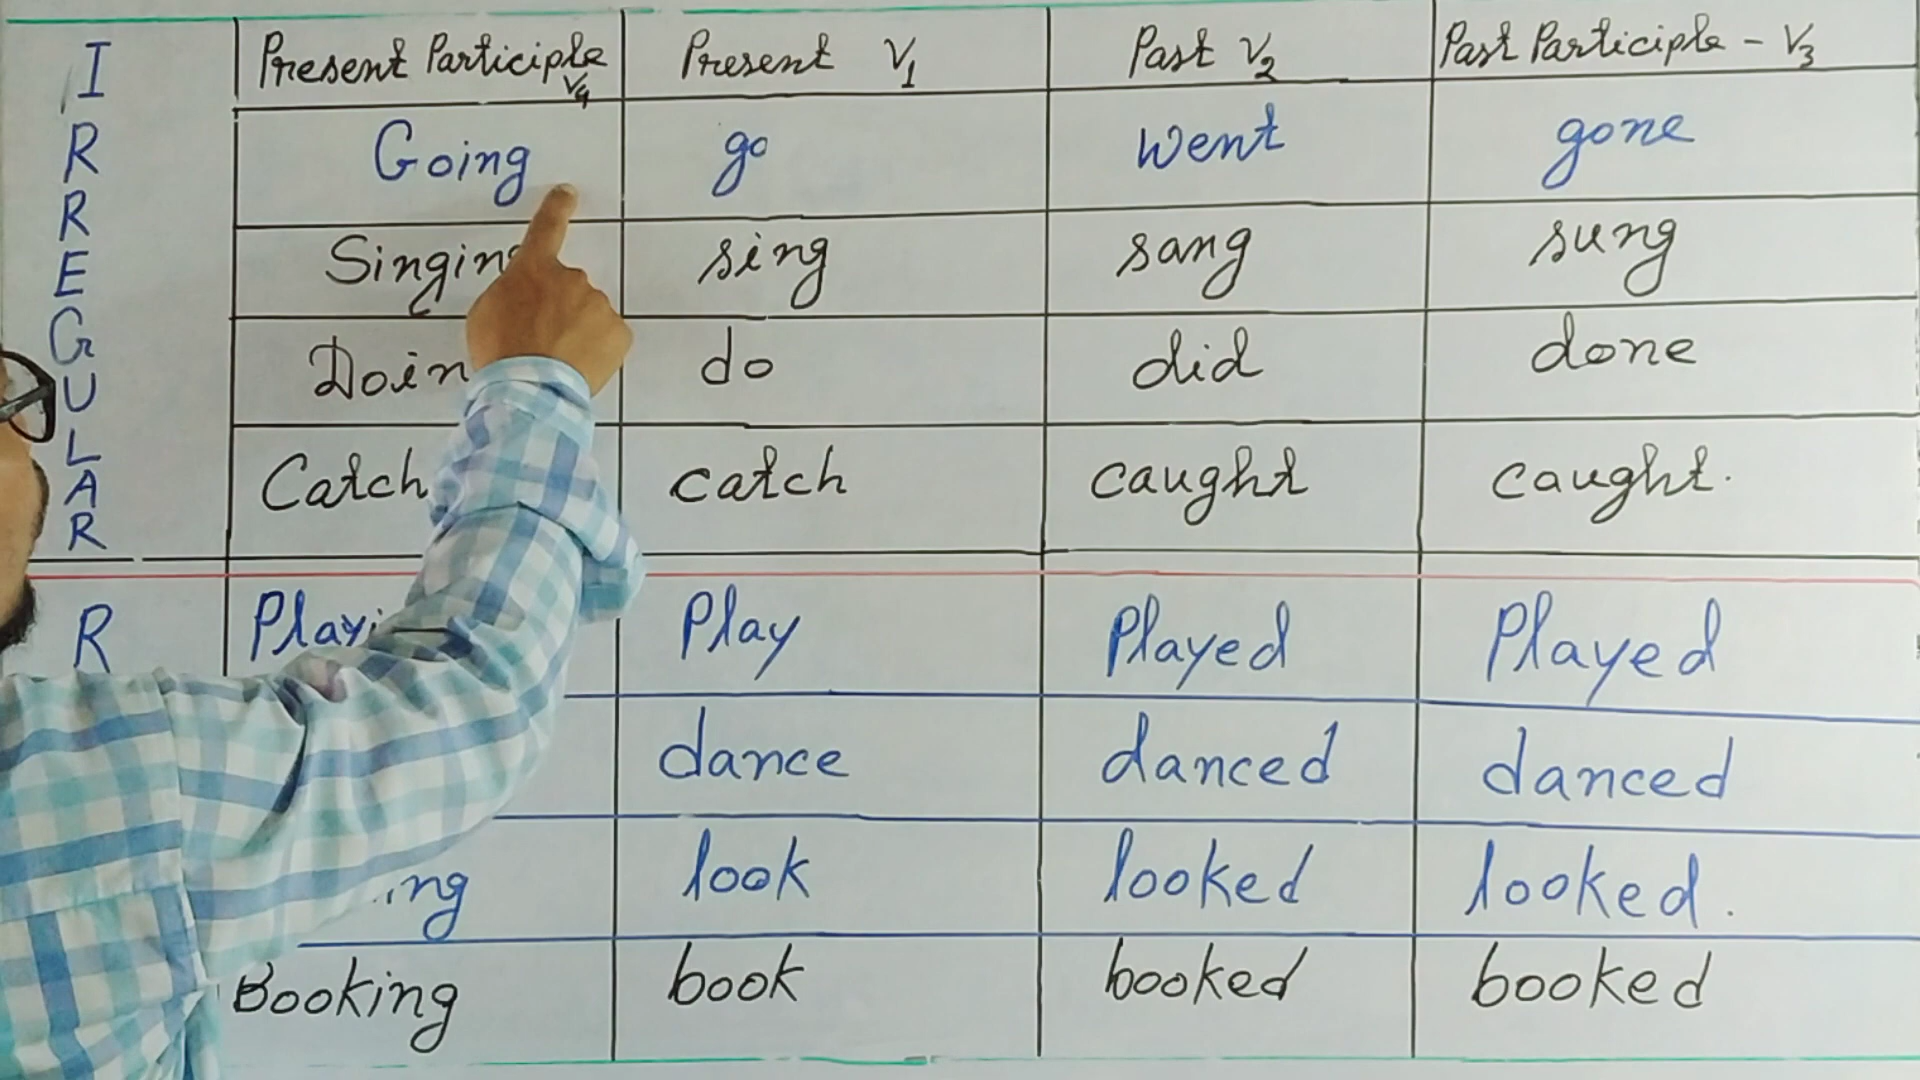 IRREGULAR
Present Participle V4 Present V1 Past V2 Past Participle - V3
Going go Went gone
sing sang sung
do did done
catch caught caught.
R
Play Played Played
dance danced danced
look looked looked.
Booking book booked booked